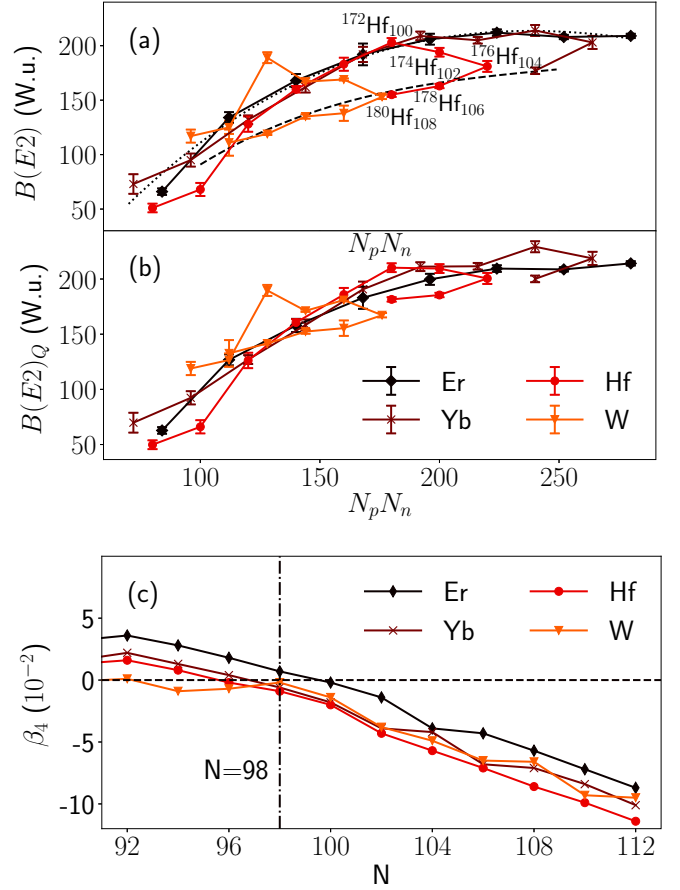 (a)
B(E2) (W.u.)
200
150
100
50
¹⁷²Hf₁₀₀
¹⁷⁴Hf₁₀₂
¹⁷⁶Hf₁₀₄
¹⁷⁸Hf₁₀₆
¹⁸⁰Hf₁₀₈
NₚNₙ
(b)
B(E2)_Q (W.u.)
200
150
100
50
Er
Hf
Yb
W
100
150
200
250
NₚNₙ
(c)
β₄ (10⁻²)
5
0
-5
-10
Er
Hf
Yb
W
N=98
92
96
100
104
108
112
N